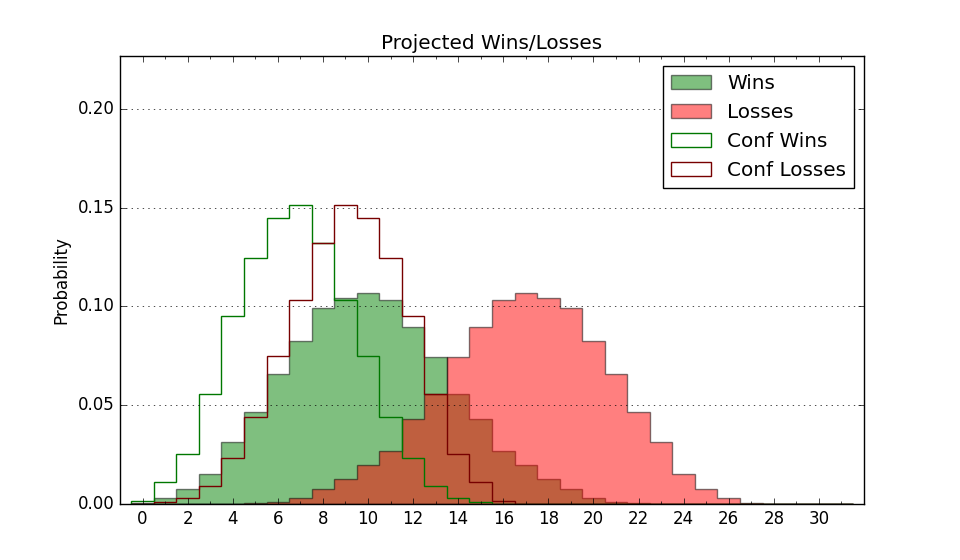 Projected Wins/Losses
Wins
Losses
Conf Wins
Conf Losses
Probability
0.20
0.15
0.10
0.05
0.00
0 2 4 6 8 10 12 14 16 18 20 22 24 26 28 30